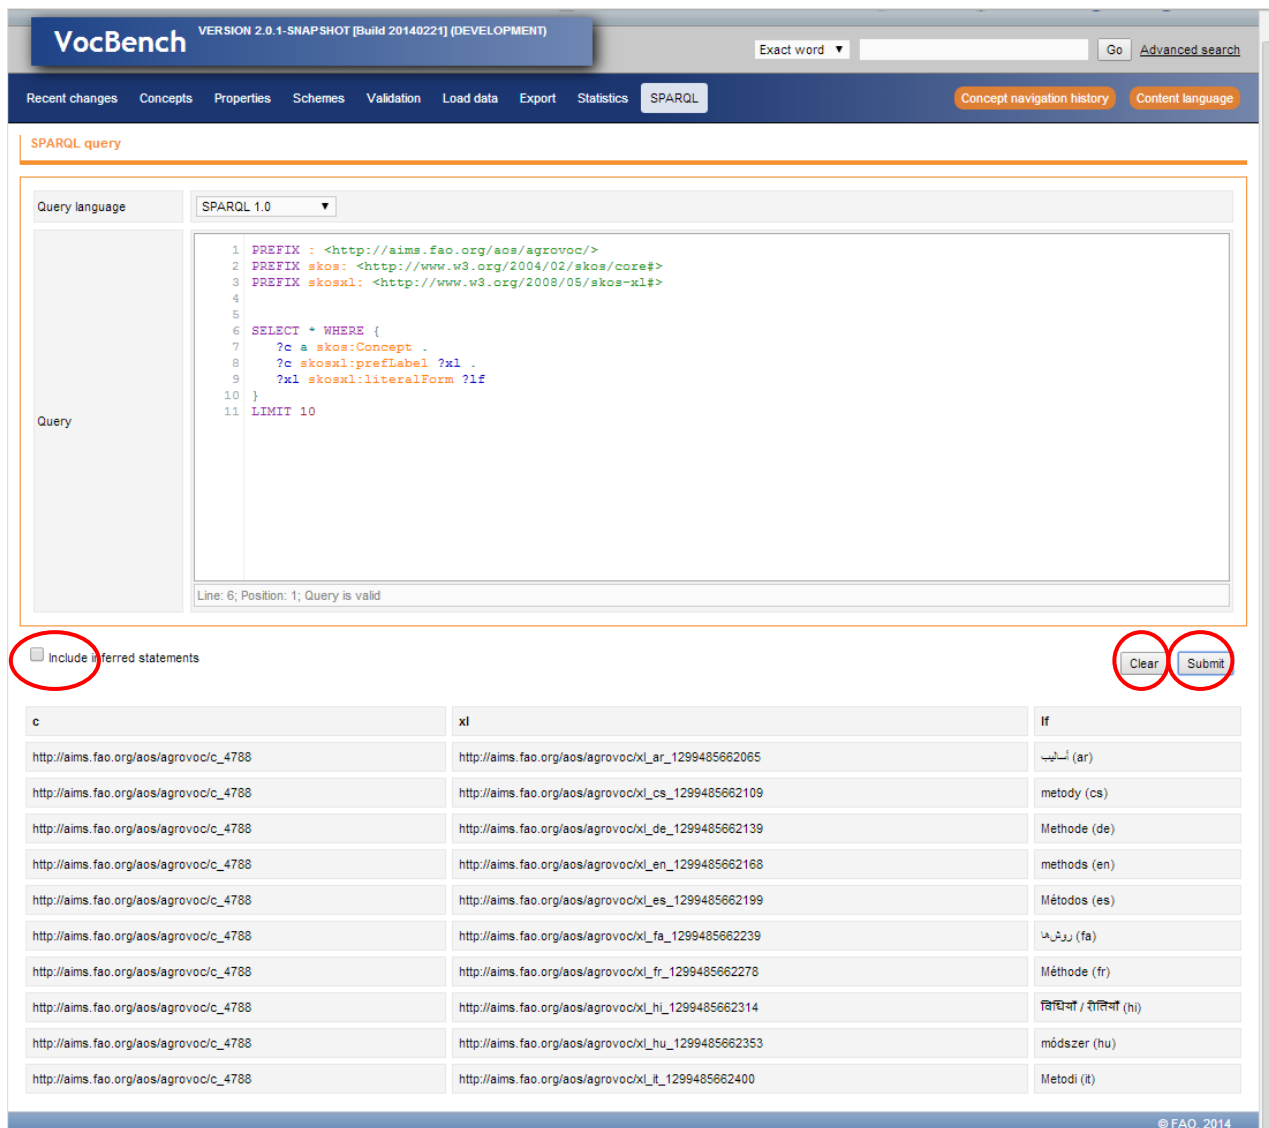 VocBench VERSION 2.0.1-SNAPSHOT [Build 20140221] (DEVELOPMENT)
Exact word ▼ Go Advanced search
Recent changes Concepts Properties Schemes Validation Load data Export Statistics SPARQL Concept navigation history Content language
SPARQL query
Query language SPARQL 1.0 ▼
Query
1 PREFIX : <http://aims.fao.org/aos/agrovoc/>
2 PREFIX skos: <http://www.w3.org/2004/02/skos/core#>
3 PREFIX skosxl: <http://www.w3.org/2008/05/skos-xl#>
4
5
6 SELECT * WHERE {
7 ?c a skos:Concept .
8 ?c skosxl:prefLabel ?xl .
9 ?xl skosxl:literalForm ?lf
10 }
11 LIMIT 10
Line: 6; Position: 1; Query is valid
Include inferred statements Clear Submit
c xl lf
http://aims.fao.org/aos/agrovoc/c_4788 http://aims.fao.org/aos/agrovoc/xl_ar_1299485662065 أساليب (ar)
http://aims.fao.org/aos/agrovoc/c_4788 http://aims.fao.org/aos/agrovoc/xl_cs_1299485662109 metody (cs)
http://aims.fao.org/aos/agrovoc/c_4788 http://aims.fao.org/aos/agrovoc/xl_de_1299485662139 Methode (de)
http://aims.fao.org/aos/agrovoc/c_4788 http://aims.fao.org/aos/agrovoc/xl_en_1299485662168 methods (en)
http://aims.fao.org/aos/agrovoc/c_4788 http://aims.fao.org/aos/agrovoc/xl_es_1299485662199 Métodos (es)
http://aims.fao.org/aos/agrovoc/c_4788 http://aims.fao.org/aos/agrovoc/xl_fa_1299485662239 روش‌ها (fa)
http://aims.fao.org/aos/agrovoc/c_4788 http://aims.fao.org/aos/agrovoc/xl_fr_1299485662278 Méthode (fr)
http://aims.fao.org/aos/agrovoc/c_4788 http://aims.fao.org/aos/agrovoc/xl_hi_1299485662314 विधियाँ / रीतियाँ (hi)
http://aims.fao.org/aos/agrovoc/c_4788 http://aims.fao.org/aos/agrovoc/xl_hu_1299485662353 módszer (hu)
http://aims.fao.org/aos/agrovoc/c_4788 http://aims.fao.org/aos/agrovoc/xl_it_1299485662400 Metodi (it)
© FAO, 2014